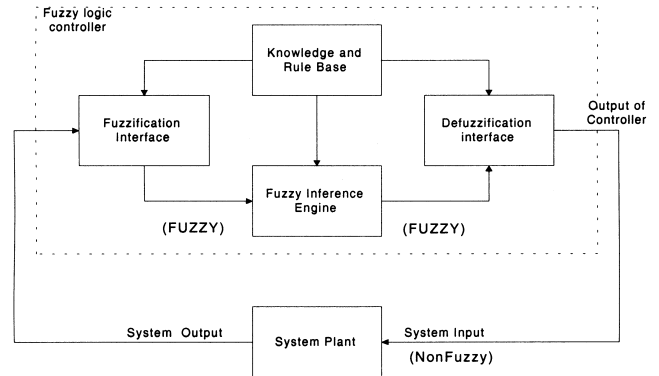 Fuzzy logic
controller
Knowledge and
Rule Base
Fuzzification
Interface
Defuzzification
interface
Output of
Controller
Fuzzy Inference
Engine
(FUZZY)
(FUZZY)
System Output
System Plant
System Input
(NonFuzzy)